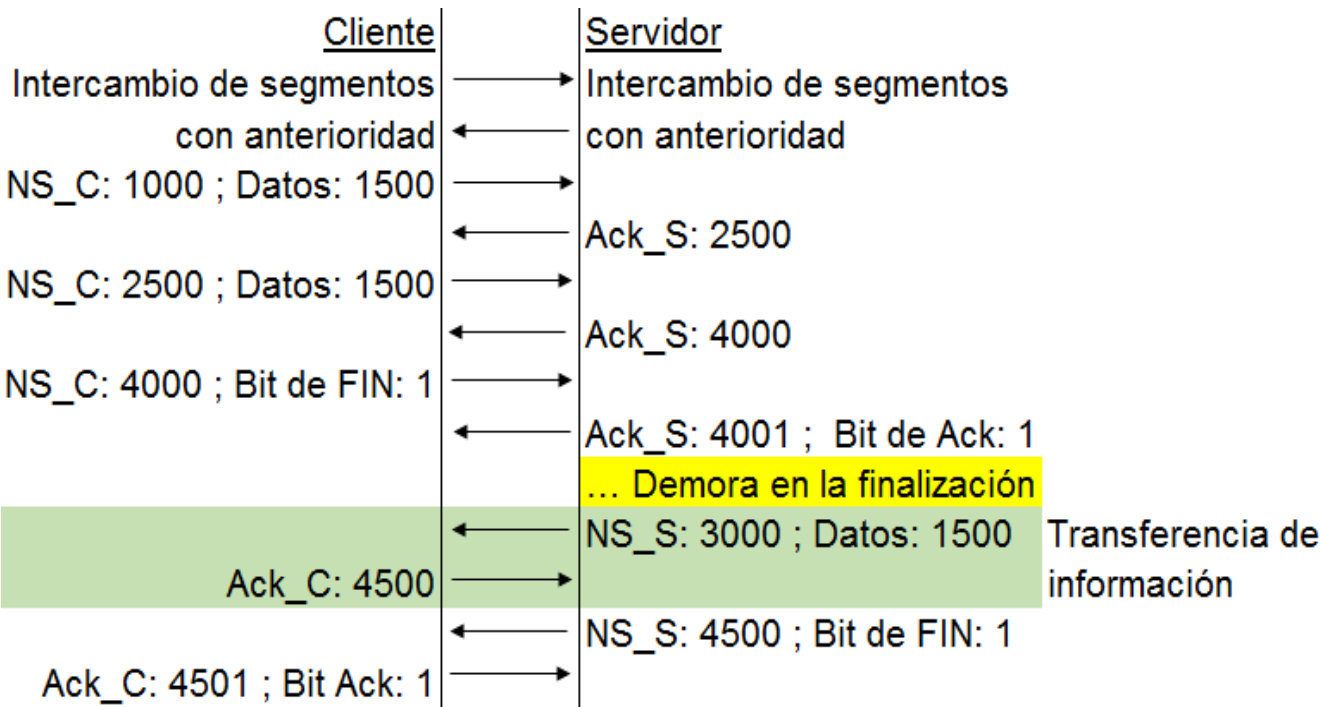 Cliente Servidor
Intercambio de segmentos Intercambio de segmentos
con anterioridad con anterioridad
NS_C: 1000 ; Datos: 1500
Ack_S: 2500
NS_C: 2500 ; Datos: 1500
Ack_S: 4000
NS_C: 4000 ; Bit de FIN: 1
Ack_S: 4001 ; Bit de Ack: 1
... Demora en la finalización
NS_S: 3000 ; Datos: 1500 Transferencia de
Ack_C: 4500 información
NS_S: 4500 ; Bit de FIN: 1
Ack_C: 4501 ; Bit Ack: 1